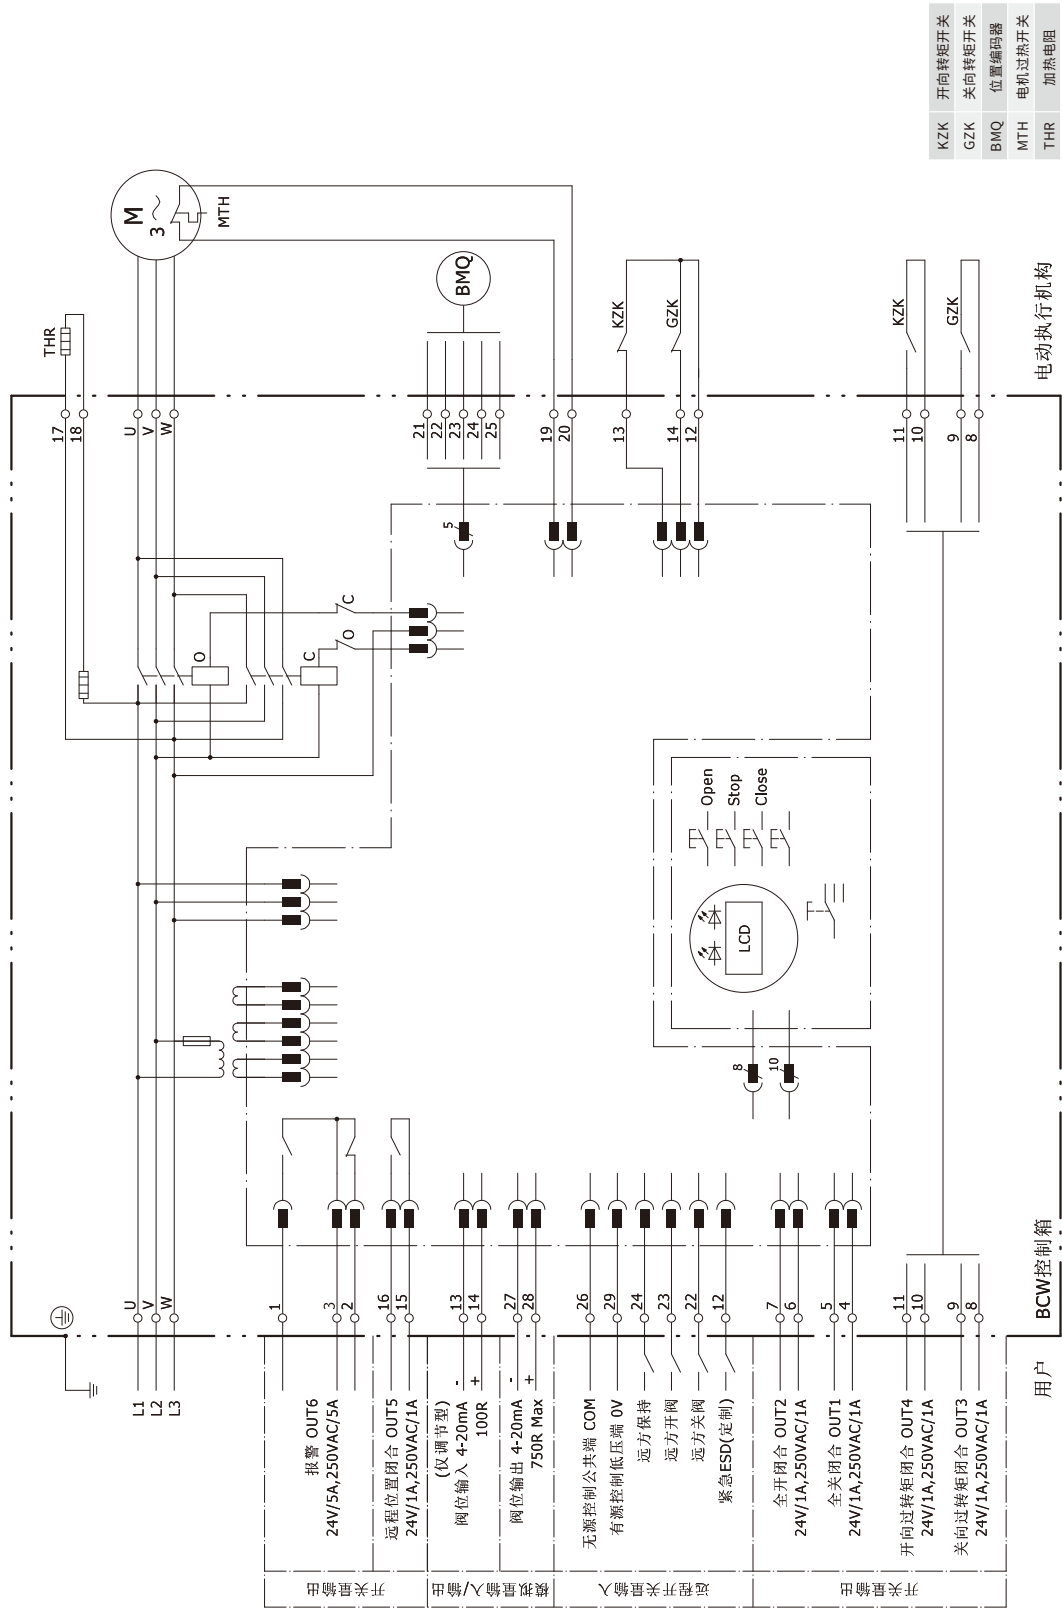 KZK 开向转矩开关
GZK 关向转矩开关
BMQ 位置编码器
MTH 电机过热开关
THR 加热电阻
电动执行机构
M
3
MTH
THR
BMQ
KZK
GZK
KZK
GZK
17
18
U
V
W
21
22
23
24
25
19
20
13
14
12
11
10
9
8
5
O
C
C
O
Open
Stop
Close
LCD
8
10
BCW控制箱
U
V
W
1
3
2
16
15
13
14
27
28
26
29
24
23
22
12
7
6
5
4
11
10
9
8
用户
L1
L2
L3
报警 OUT6
24V/5A,250VAC/5A
远程位置闭合 OUT5
24V/1A,250VAC/1A
(仅调节型)
阀位输入 4-20mA
-
+
100R
阀位输出 4-20mA
-
+
750R Max
无源控制公共端 COM
有源控制低压端 0V
远方保持
远方开阀
远方关阀
紧急ESD(定制)
全开闭合 OUT2
24V/1A,250VAC/1A
全关闭合 OUT1
24V/1A,250VAC/1A
开向过转矩闭合 OUT4
24V/1A,250VAC/1A
关向过转矩闭合 OUT3
24V/1A,250VAC/1A
开关量输出
模拟量输入/输出
远程开关量输入
开关量输出